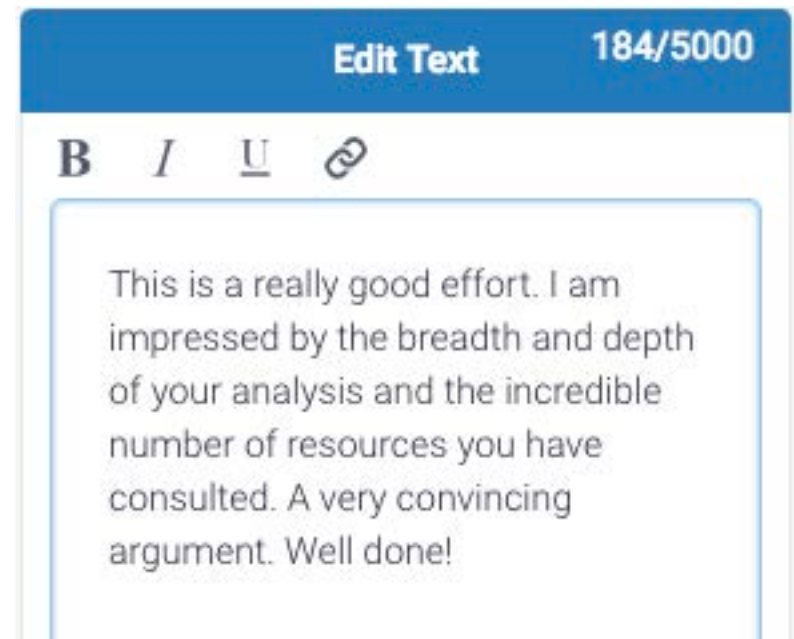 Edit Text 184/5000
B I U
This is a really good effort. I am
impressed by the breadth and depth
of your analysis and the incredible
number of resources you have
consulted. A very convincing
argument. Well done!